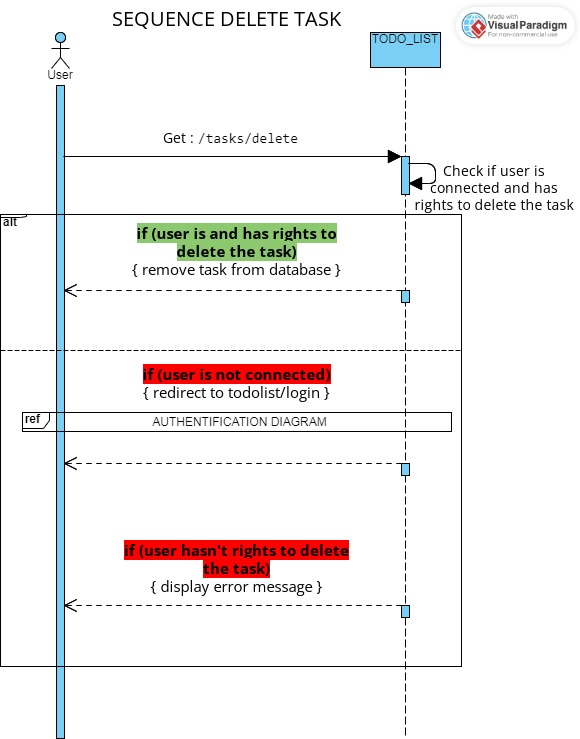 SEQUENCE DELETE TASK
Made with
Visual Paradigm
For non-commercial use
TODO_LIST
User
Get : /tasks/delete
Check if user is
connected and has
rights to delete the task
alt
if (user is and has rights to
delete the task)
{ remove task from database }
if (user is not connected)
{ redirect to todolist/login }
ref
AUTHENTIFICATION DIAGRAM
if (user hasn't rights to delete
the task)
{ display error message }